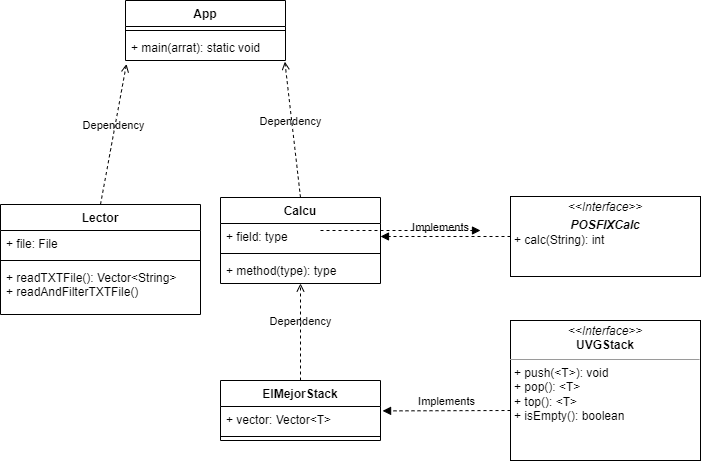 App
+ main(arrat): static void
Dependency
Dependency
Lector
+ file: File
+ readTXTFile(): Vector<String>
+ readAndFilterTXTFile()
Calcu
+ field: type
+ method(type): type
Implements
<<Interface>>
POSFIXCalc
+ calc(String): int
Dependency
ElMejorStack
+ vector: Vector<T>
Implements
<<Interface>>
UVGStack
+ push(<T>): void
+ pop(): <T>
+ top(): <T>
+ isEmpty(): boolean